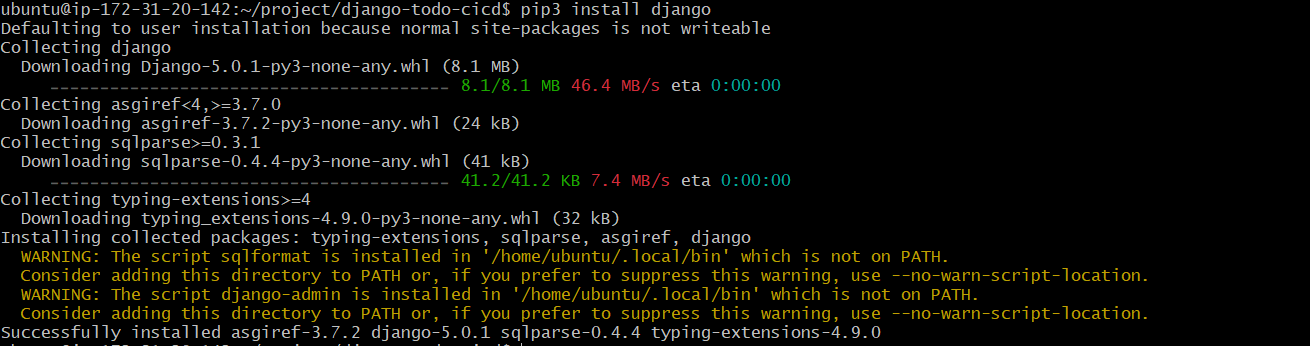 ubuntu@ip-172-31-20-142:~/project/django-todo-cicd$ pip3 install django
Defaulting to user installation because normal site-packages is not writeable
Collecting django
  Downloading Django-5.0.1-py3-none-any.whl (8.1 MB)
     ---------------------------------------- 8.1/8.1 MB 46.4 MB/s eta 0:00:00
Collecting asgiref<4,>=3.7.0
  Downloading asgiref-3.7.2-py3-none-any.whl (24 kB)
Collecting sqlparse>=0.3.1
  Downloading sqlparse-0.4.4-py3-none-any.whl (41 kB)
     ---------------------------------------- 41.2/41.2 KB 7.4 MB/s eta 0:00:00
Collecting typing-extensions>=4
  Downloading typing_extensions-4.9.0-py3-none-any.whl (32 kB)
Installing collected packages: typing-extensions, sqlparse, asgiref, django
  WARNING: The script sqlformat is installed in '/home/ubuntu/.local/bin' which is not on PATH.
  Consider adding this directory to PATH or, if you prefer to suppress this warning, use --no-warn-script-location.
  WARNING: The script django-admin is installed in '/home/ubuntu/.local/bin' which is not on PATH.
  Consider adding this directory to PATH or, if you prefer to suppress this warning, use --no-warn-script-location.
Successfully installed asgiref-3.7.2 django-5.0.1 sqlparse-0.4.4 typing-extensions-4.9.0